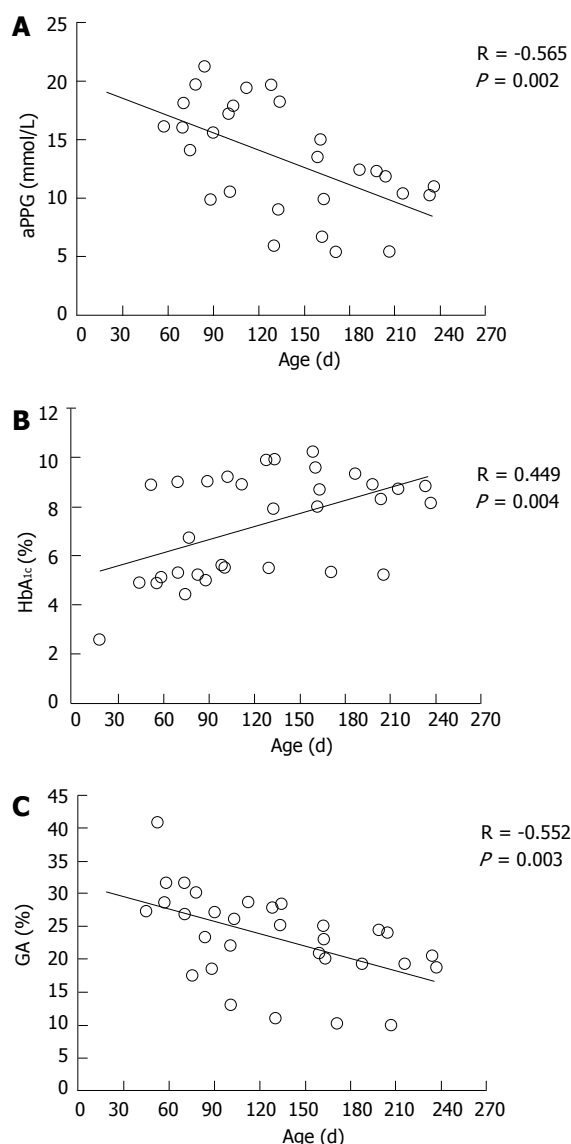 A
R = -0.565
P = 0.002
25
20
15
10
5
0
aPPG (mmol/L)
0 30 60 90 120 150 180 210 240 270
Age (d)
B
R = 0.449
P = 0.004
12
10
8
6
4
2
0
HbA1c (%)
0 30 60 90 120 150 180 210 240 270
Age (d)
C
R = -0.552
P = 0.003
45
40
35
30
25
20
15
10
5
0
GA (%)
0 30 60 90 120 150 180 210 240 270
Age (d)